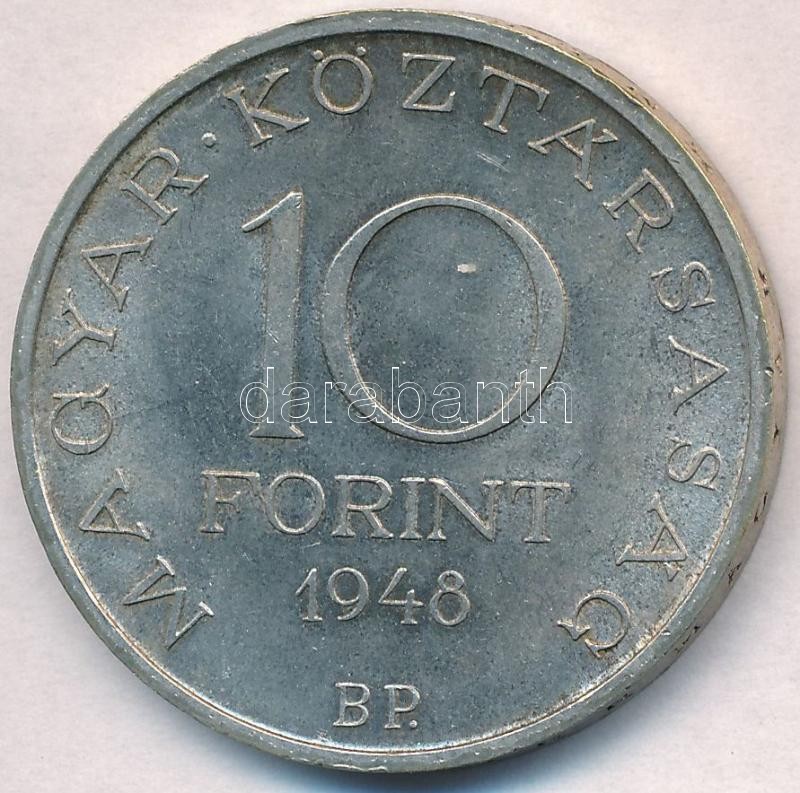 MAGYAR · KÖZTÁRSASÁG
10
darabanth
FORINT
1948
BP.